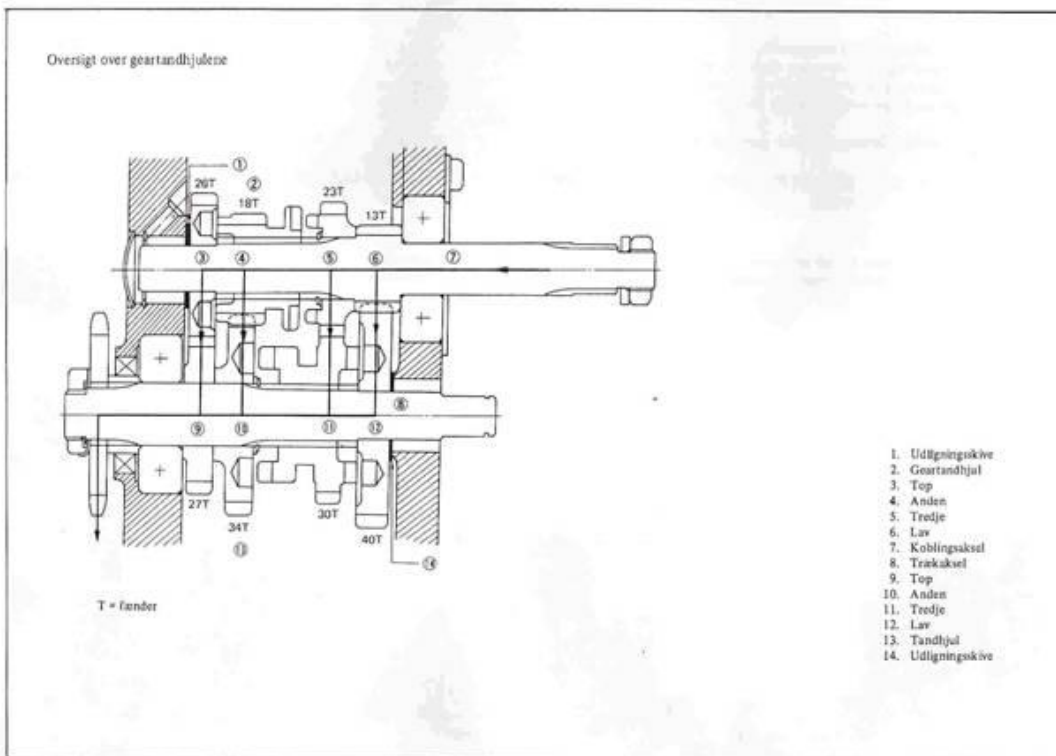 Oversigt over geartandhjulene
①
26T
②
18T
23T
13T
③
④
⑤
⑥
⑦
⑧
⑨
⑩
⑪
⑫
27T
34T
30T
40T
⑬
⑭
T = tænder
1. Udligningsskive
2. Geartandhjul
3. Top
4. Anden
5. Tredje
6. Lav
7. Koblingsaksel
8. Trækaksel
9. Top
10. Anden
11. Tredje
12. Lav
13. Tandhjul
14. Udligningsskive